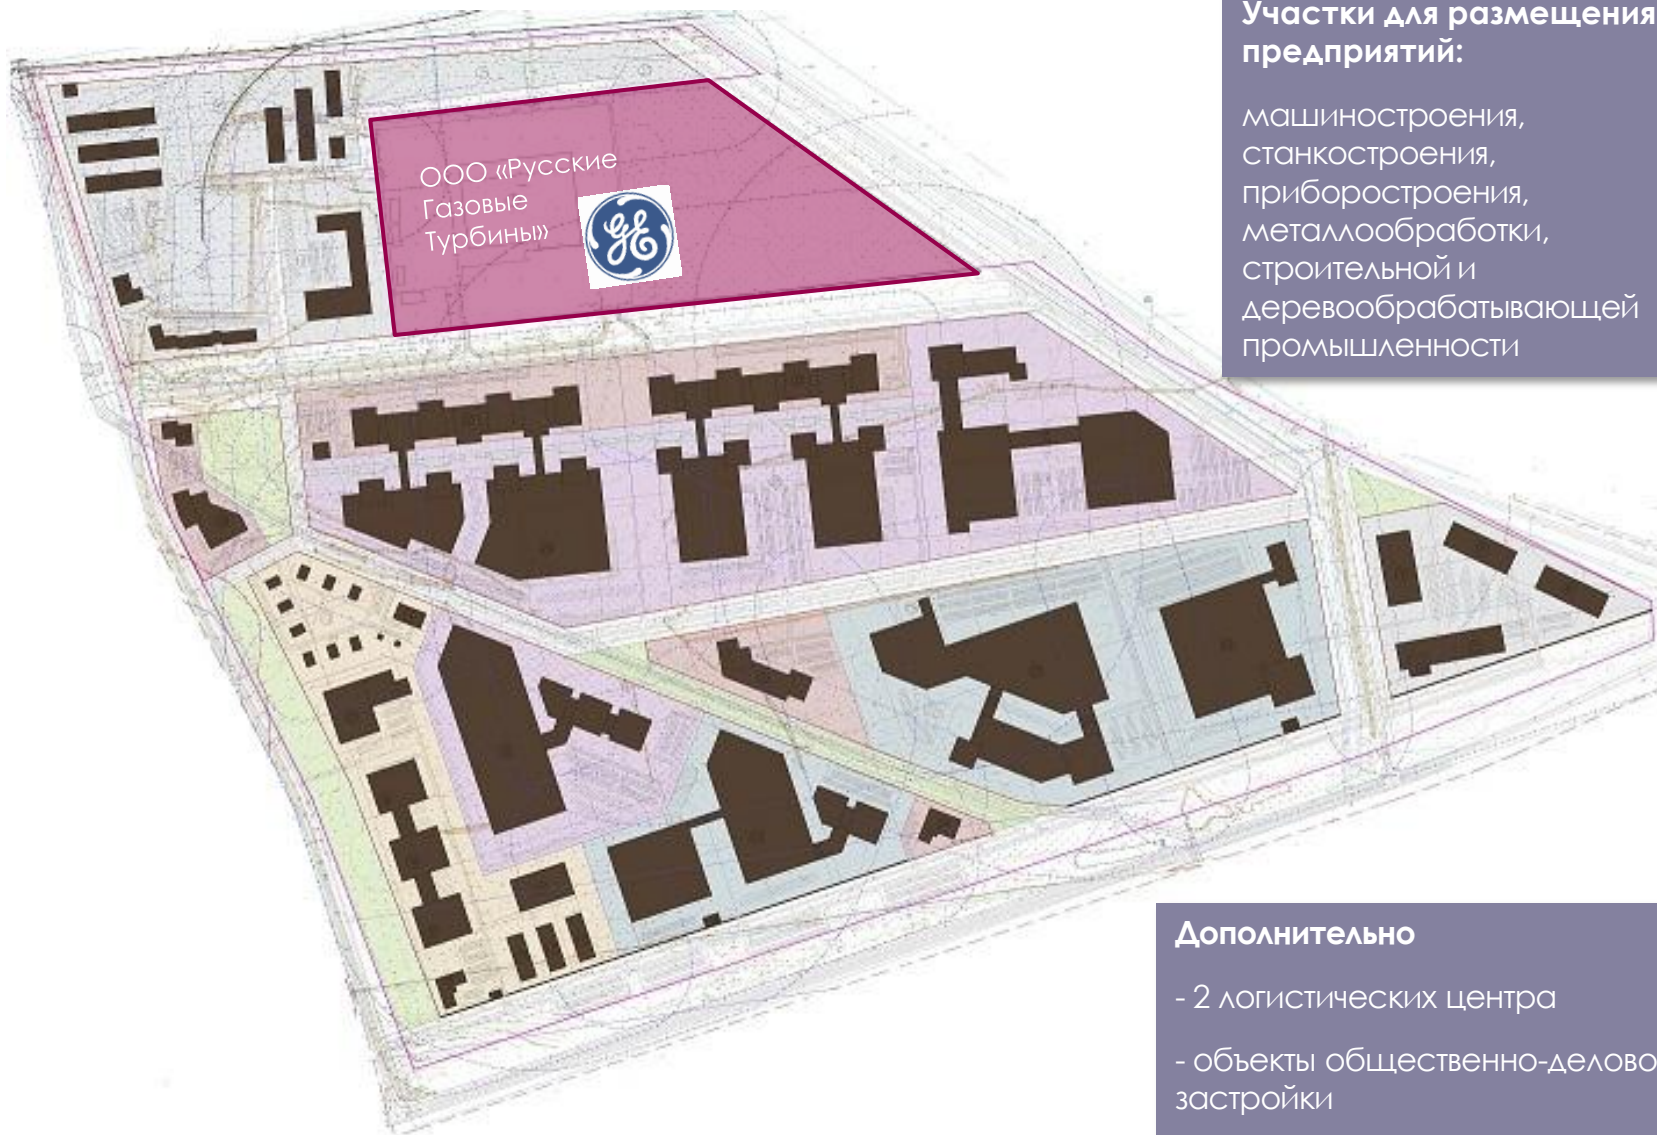 Участки для размещения
предприятий:
машиностроения,
станкостроения,
приборостроения,
металлообработки,
строительной и
деревообрабатывающей
промышленности
ООО «Русские
Газовые
Турбины»
GE
Дополнительно
- 2 логистических центра
- объекты общественно-делово
застройки